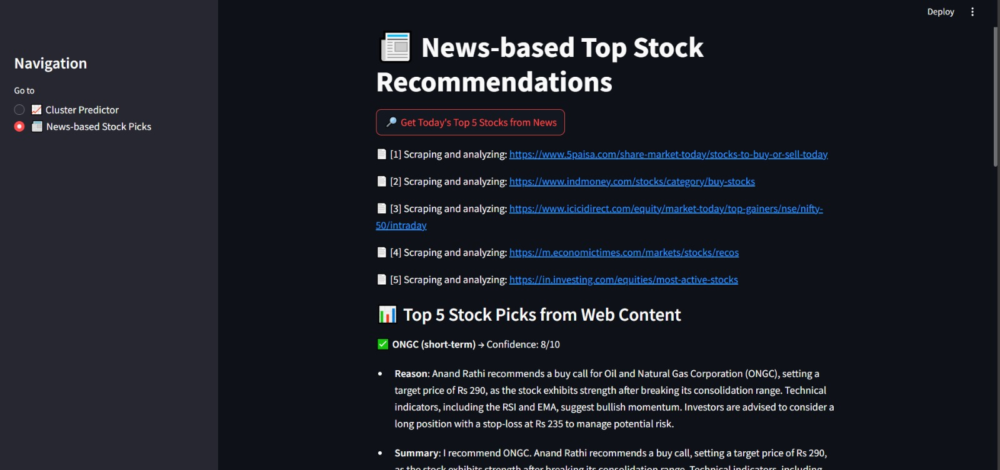 Deploy
Navigation
Go to
Cluster Predictor
News-based Stock Picks
News-based Top Stock
Recommendations
Get Today's Top 5 Stocks from News
[1] Scraping and analyzing: https://www.5paisa.com/share-market-today/stocks-to-buy-or-sell-today
[2] Scraping and analyzing: https://www.indmoney.com/stocks/category/buy-stocks
[3] Scraping and analyzing: https://www.icicidirect.com/equity/market-today/top-gainers/nse/nifty-
50/intraday
[4] Scraping and analyzing: https://m.economictimes.com/markets/stocks/recos
[5] Scraping and analyzing: https://in.investing.com/equities/most-active-stocks
Top 5 Stock Picks from Web Content
ONGC (short-term) → Confidence: 8/10
• Reason: Anand Rathi recommends a buy call for Oil and Natural Gas Corporation (ONGC), setting a
target price of Rs 290, as the stock exhibits strength after breaking its consolidation range. Technical
indicators, including the RSI and EMA, suggest bullish momentum. Investors are advised to consider a
long position with a stop-loss at Rs 235 to manage potential risk.
• Summary: I recommend ONGC. Anand Rathi recommends a buy call, setting a target price of Rs 290,
as the stock exhibits strength after breaking its consolidation range. Technical indicators, including